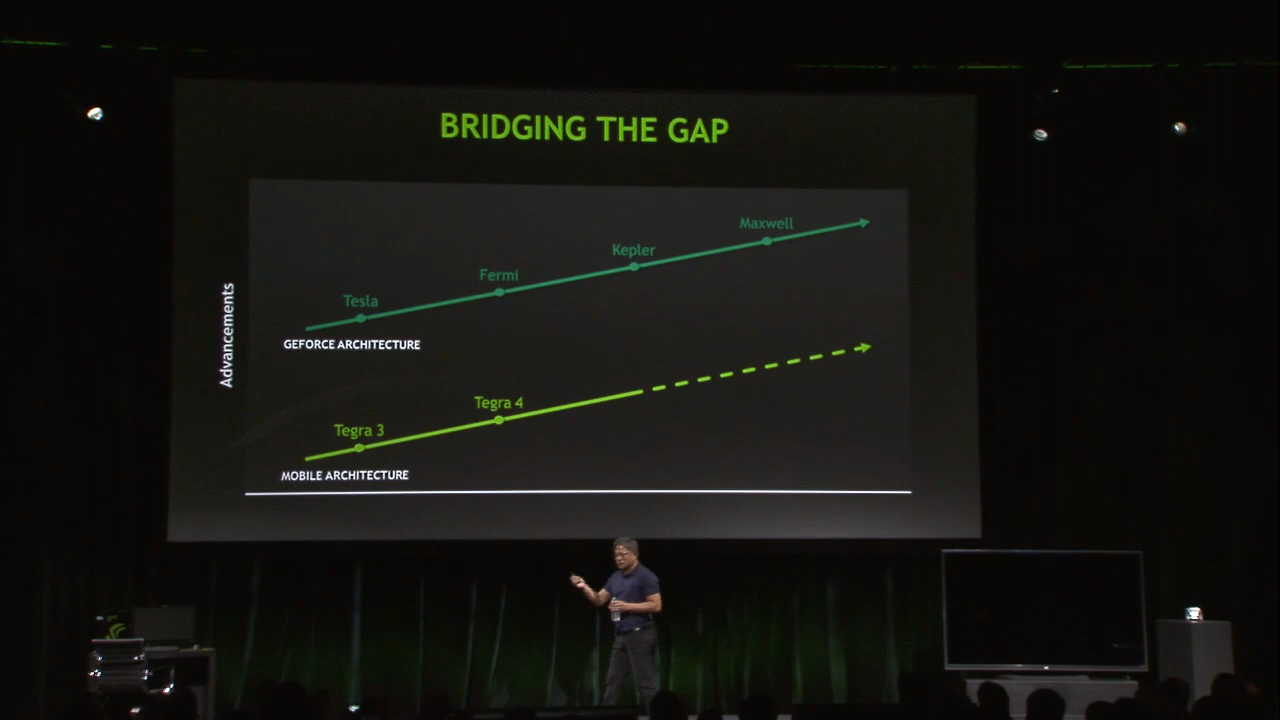 BRIDGING THE GAP
Maxwell
Kepler
Fermi
Tesla
GEFORCE ARCHITECTURE
Advancements
Tegra 4
Tegra 3
MOBILE ARCHITECTURE